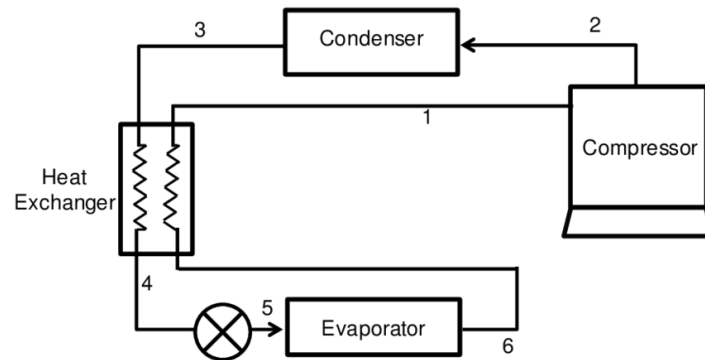 3
Condenser
2
1
Compressor
Heat
Exchanger
4
5
Evaporator
6